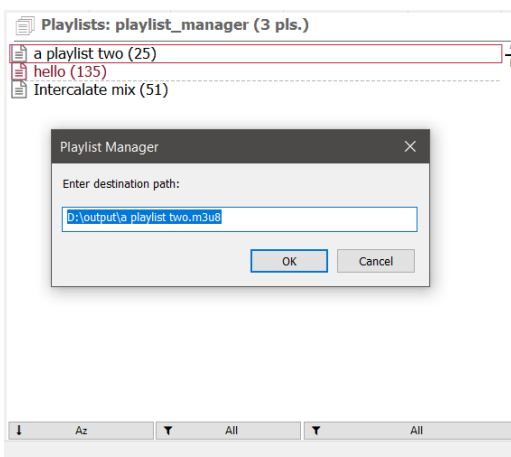 Playlists: playlist_manager (3 pls.)
a playlist two (25)
hello (135)
Intercalate mix (51)
Playlist Manager
Enter destination path:
D:\output\a playlist two.m3u8
OK Cancel
Az All All